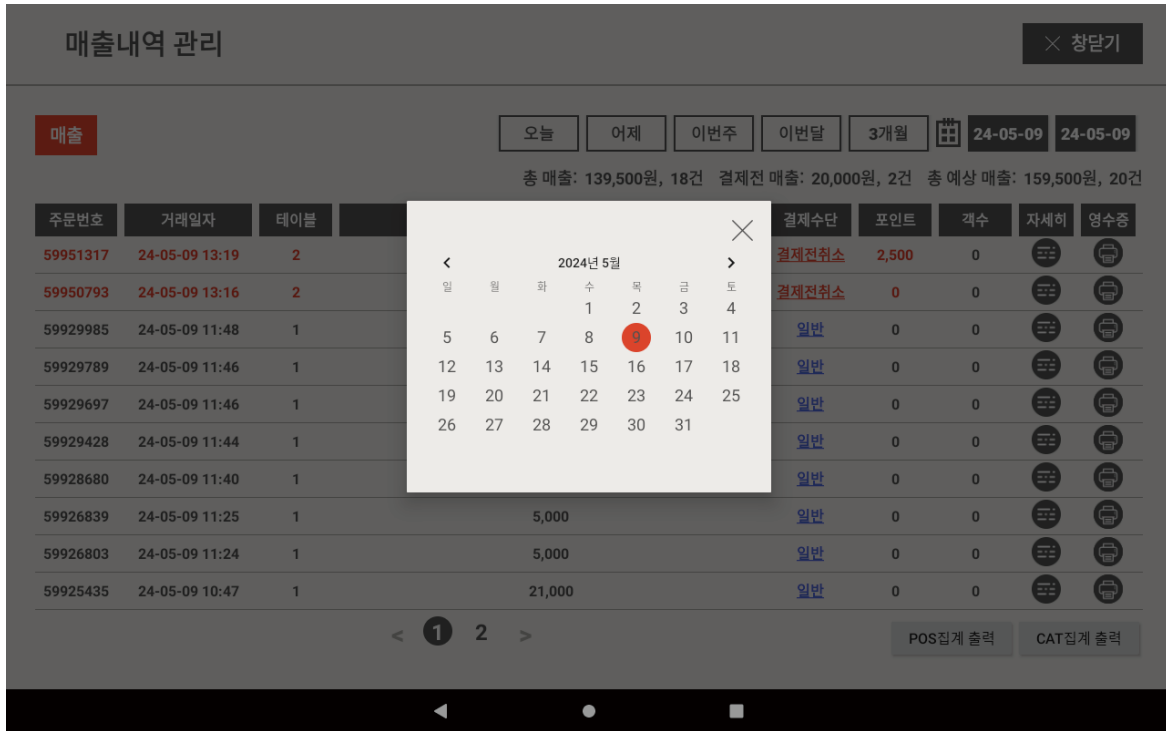 매출내역 관리
창닫기
매출
오늘 어제 이번주 이번달 3개월 24-05-09 24-05-09
총 매출: 139,500원, 18건 결제전 매출: 20,000원, 2건 총 예상 매출: 159,500원, 20건
주문번호 거래일자 테이블 결제수단 포인트 객수 자세히 영수증
59951317 24-05-09 13:19 2 결제전취소 2,500 0
59950793 24-05-09 13:16 2 결제전취소 0 0
59929985 24-05-09 11:48 1 일반 0 0
59929789 24-05-09 11:46 1 일반 0 0
59929697 24-05-09 11:46 1 일반 0 0
59929428 24-05-09 11:44 1 일반 0 0
59928680 24-05-09 11:40 1 일반 0 0
59926839 24-05-09 11:25 1 5,000 일반 0 0
59926803 24-05-09 11:24 1 5,000 일반 0 0
59925435 24-05-09 10:47 1 21,000 일반 0 0
2024년 5월
일 월 화 수 목 금 토
1 2 3 4
5 6 7 8 9 10 11
12 13 14 15 16 17 18
19 20 21 22 23 24 25
26 27 28 29 30 31
< 1 2 >
POS집계 출력 CAT집계 출력